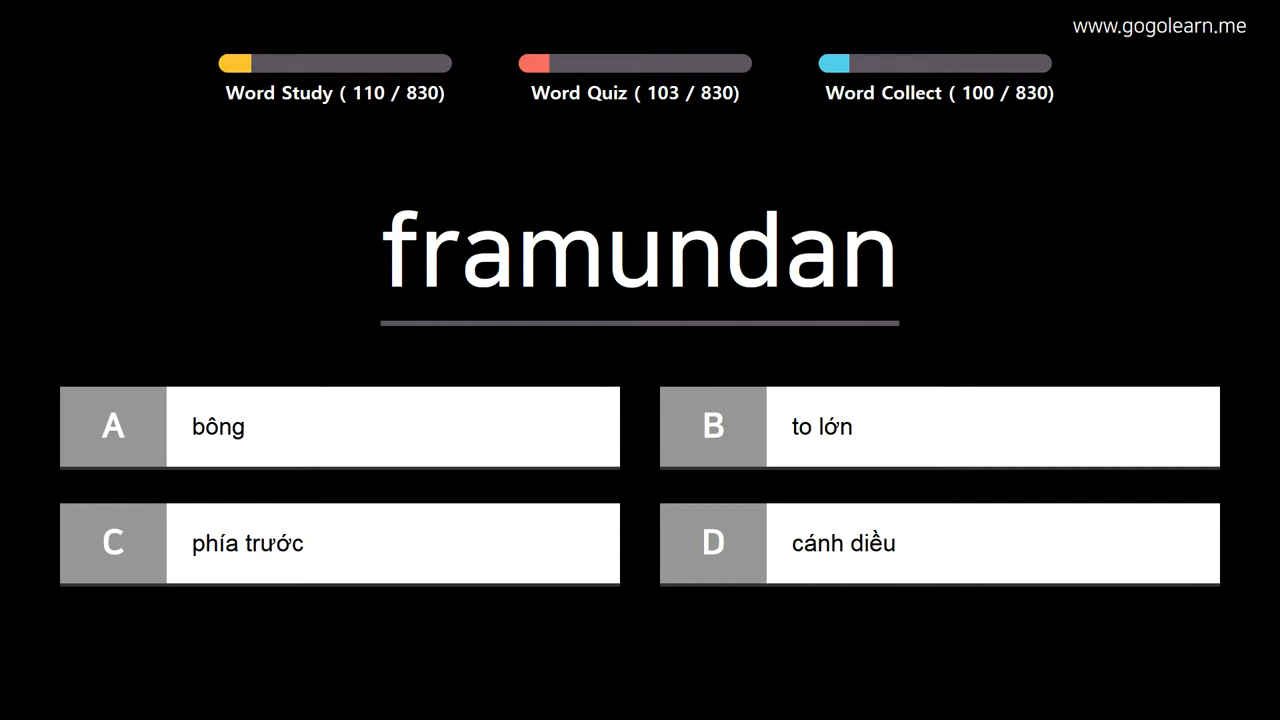 www.gogolearn.me
Word Study ( 110 / 830)
Word Quiz ( 103 / 830)
Word Collect ( 100 / 830)
framundan
A bông
B to lớn
C phía trước
D cánh diều